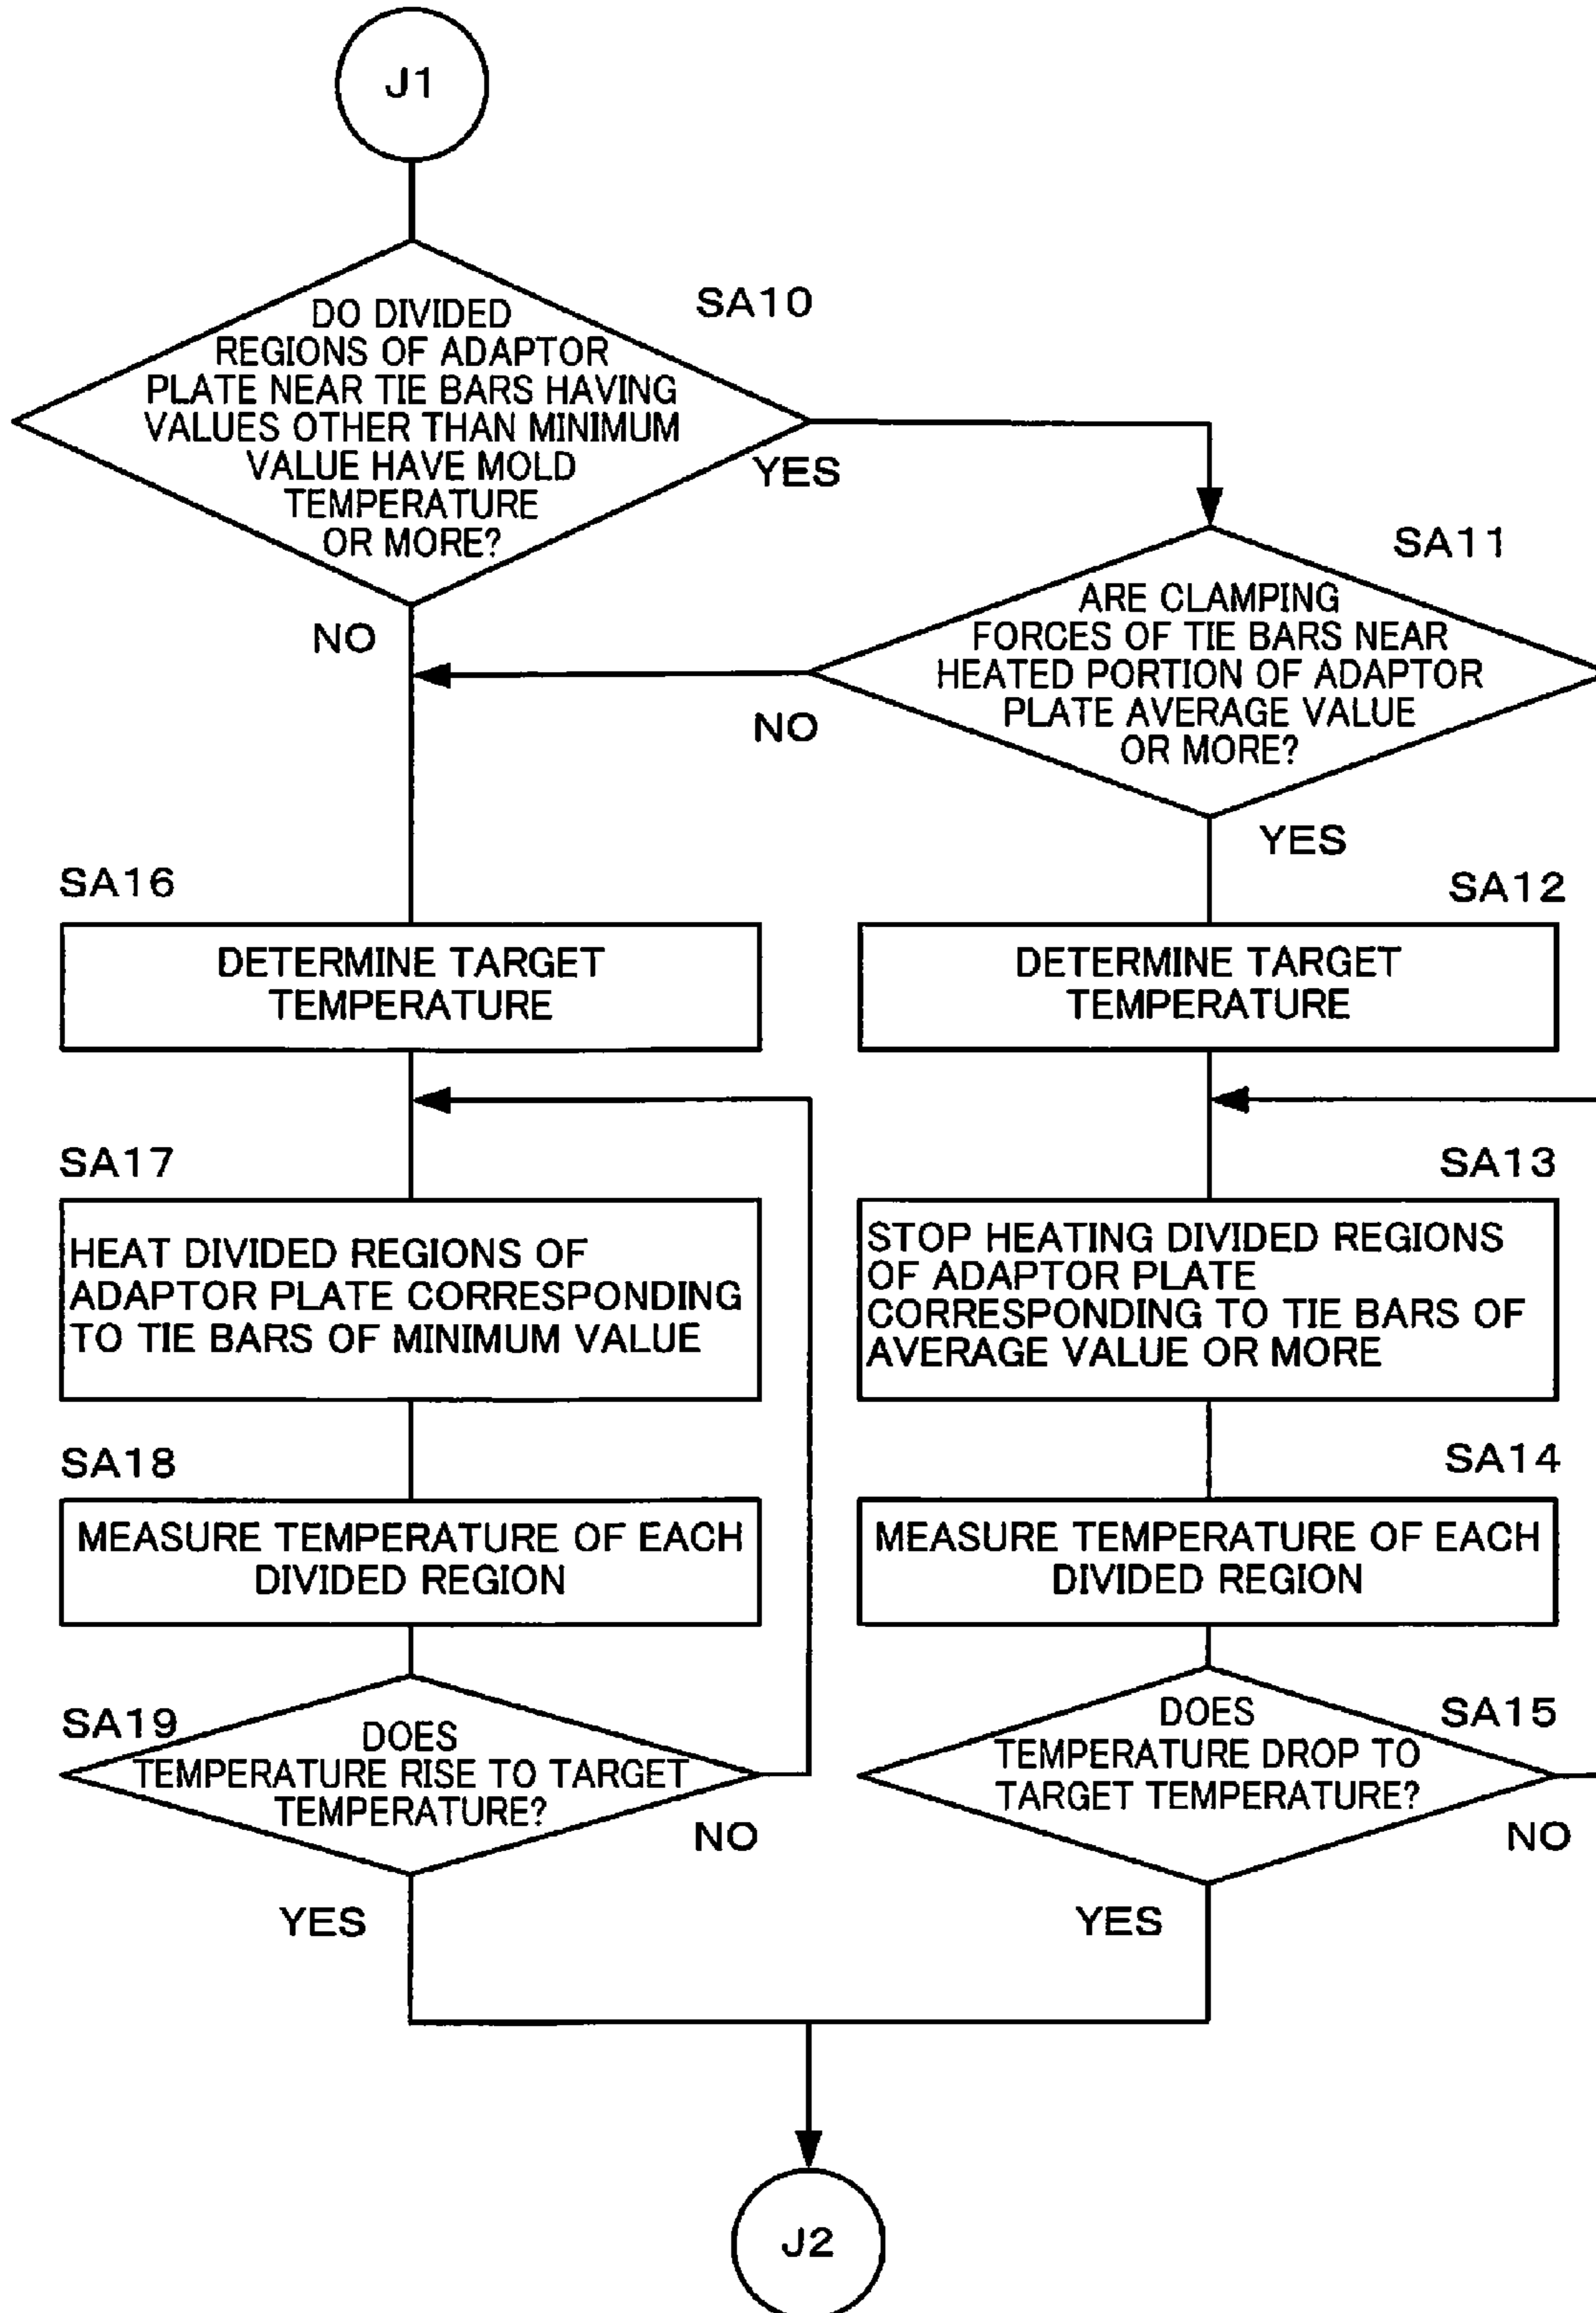 J1
SA10
DO DIVIDED
REGIONS OF ADAPTOR
PLATE NEAR TIE BARS HAVING
VALUES OTHER THAN MINIMUM
VALUE HAVE MOLD
TEMPERATURE
OR MORE?
YES
NO
SA11
ARE CLAMPING
FORCES OF TIE BARS NEAR
HEATED PORTION OF ADAPTOR
PLATE AVERAGE VALUE
OR MORE?
NO
YES
SA16
DETERMINE TARGET
TEMPERATURE
SA12
DETERMINE TARGET
TEMPERATURE
SA17
HEAT DIVIDED REGIONS OF
ADAPTOR PLATE CORRESPONDING
TO TIE BARS OF MINIMUM VALUE
SA13
STOP HEATING DIVIDED REGIONS
OF ADAPTOR PLATE
CORRESPONDING TO TIE BARS OF
AVERAGE VALUE OR MORE
SA18
MEASURE TEMPERATURE OF EACH
DIVIDED REGION
SA14
MEASURE TEMPERATURE OF EACH
DIVIDED REGION
SA19
DOES
TEMPERATURE RISE TO TARGET
TEMPERATURE?
NO
YES
SA15
DOES
TEMPERATURE DROP TO
TARGET TEMPERATURE?
NO
YES
J2